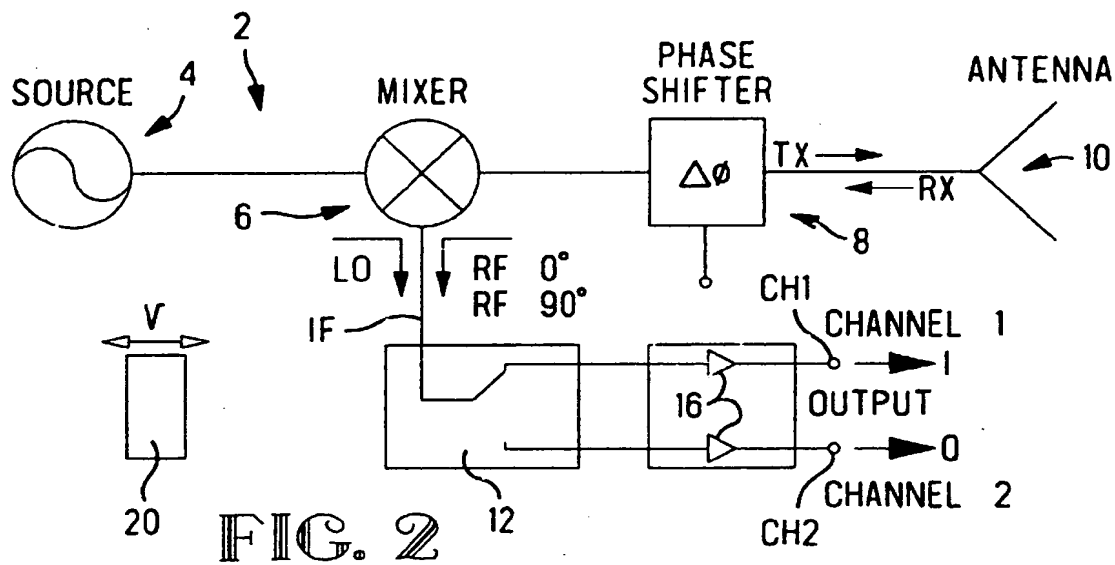 2
SOURCE
4
MIXER
PHASE
SHIFTER
ANTENNA
Δø
TX
RX
10
6
8
LO
RF 0°
RF 90°
IF
V
CH1
CHANNEL 1
1
16
OUTPUT
0
20
12
CH2
CHANNEL 2
FIG. 2